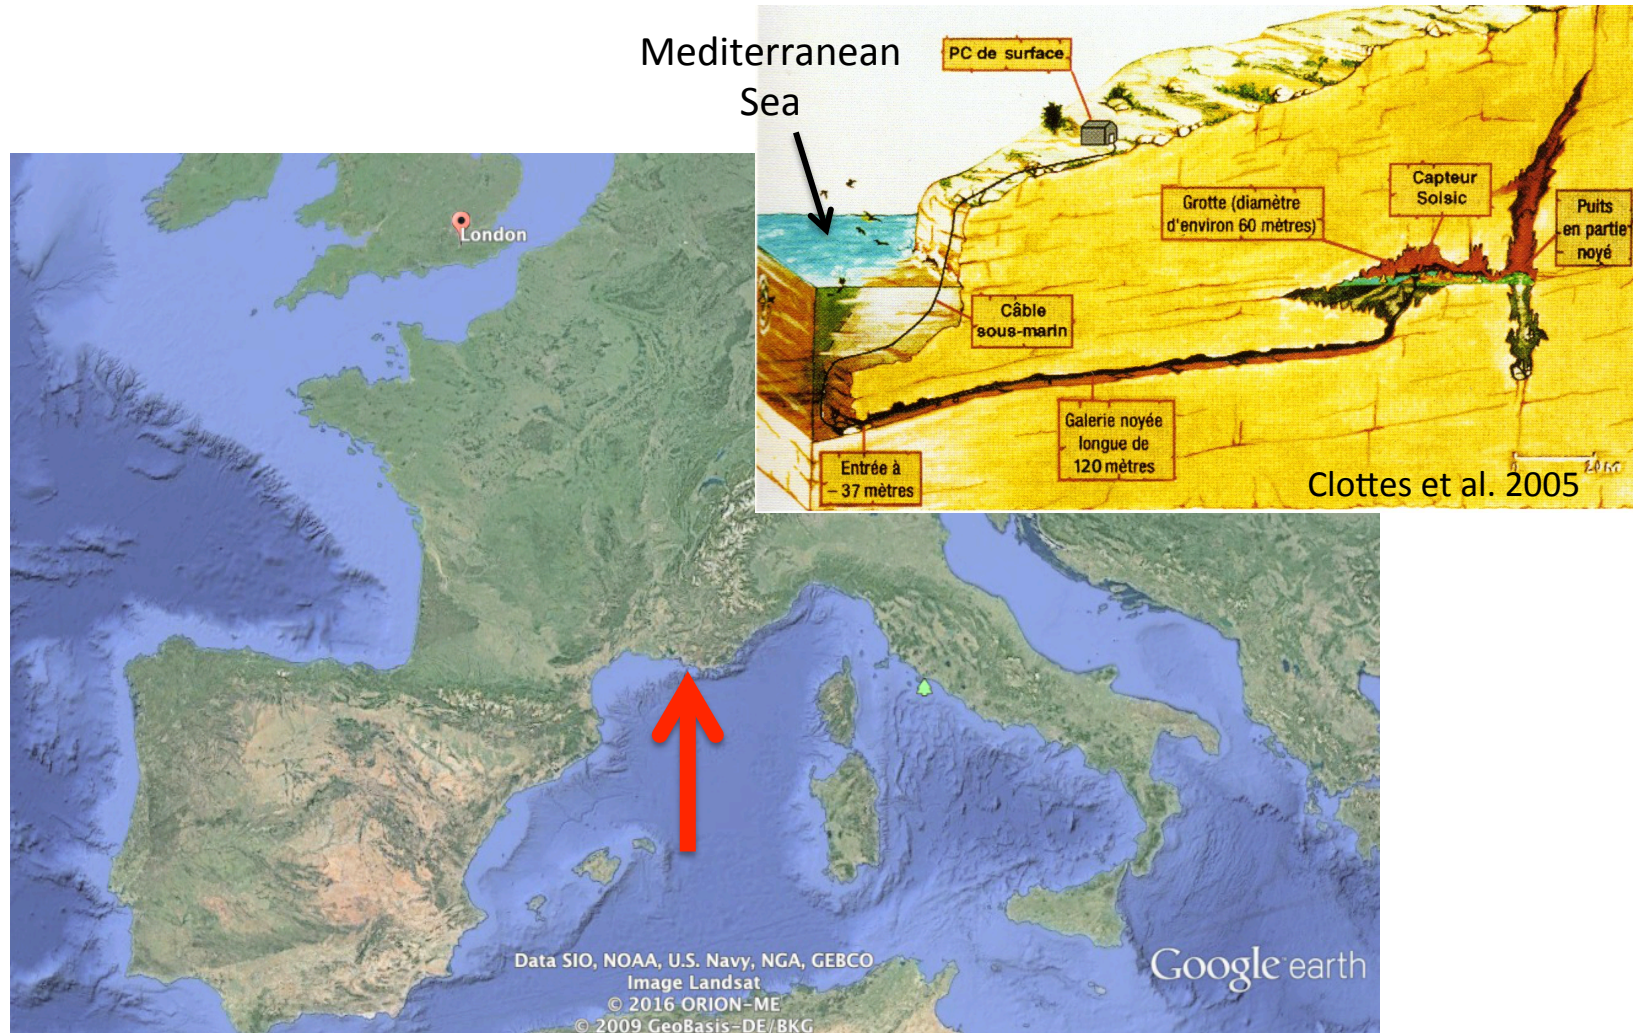 Mediterranean
Sea
PC de surface
Grotte (diamètre
d'environ 60 mètres)
Capteur
Solsic
Puits
en partie
noyé
Câble
sous-marin
Galerie noyée
longue de
120 mètres
Entrée à
– 37 mètres
0 20 m
Clottes et al. 2005
London
Data SIO, NOAA, U.S. Navy, NGA, GEBCO
Image Landsat
© 2016 ORION-ME
© 2009 GeoBasis-DE/BKG
Google earth